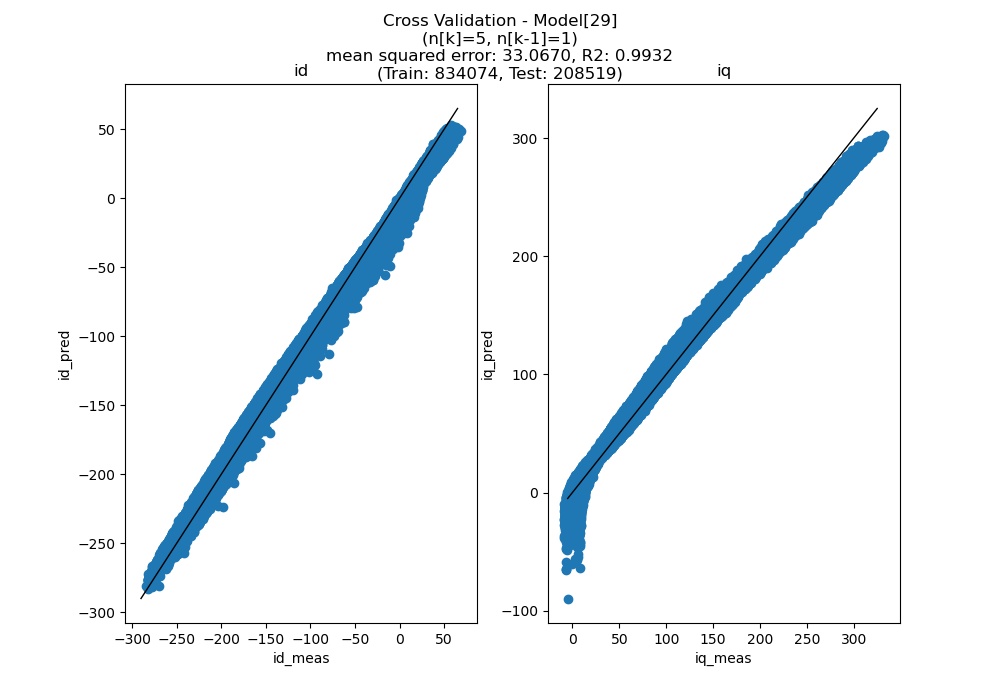 Cross Validation - Model[29]
(n[k]=5, n[k-1]=1)
mean squared error: 33.0670, R2: 0.9932
(Train: 834074, Test: 208519)
id
50
0
−50
−100
−150
−200
−250
−300
id_pred
−300
−250
−200
−150
−100
−50
0
50
id_meas
iq
300
200
100
0
−100
iq_pred
0
50
100
150
200
250
300
iq_meas